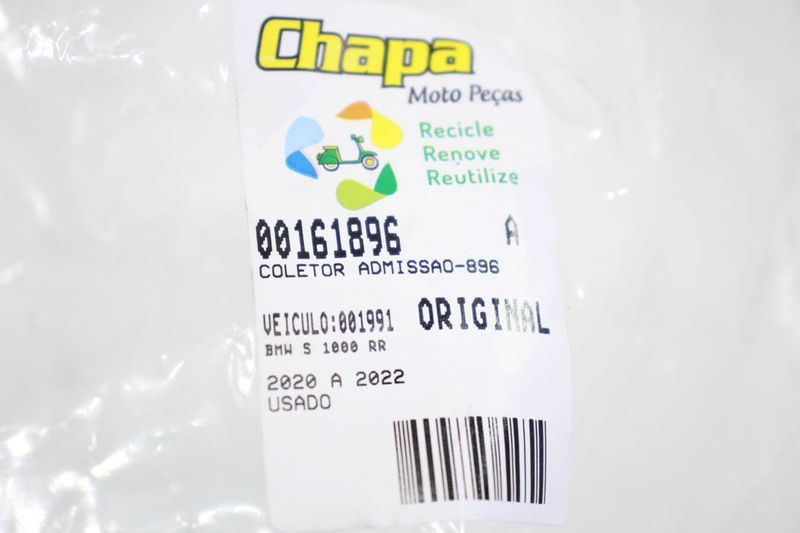 Chapa
Moto Peças
Recicle
Renove
Reutilize
00161896 A
COLETOR ADMISSAO-896
VEICULO:001991 ORIGINAL
BMW S 1000 RR
2020 A 2022
USADO